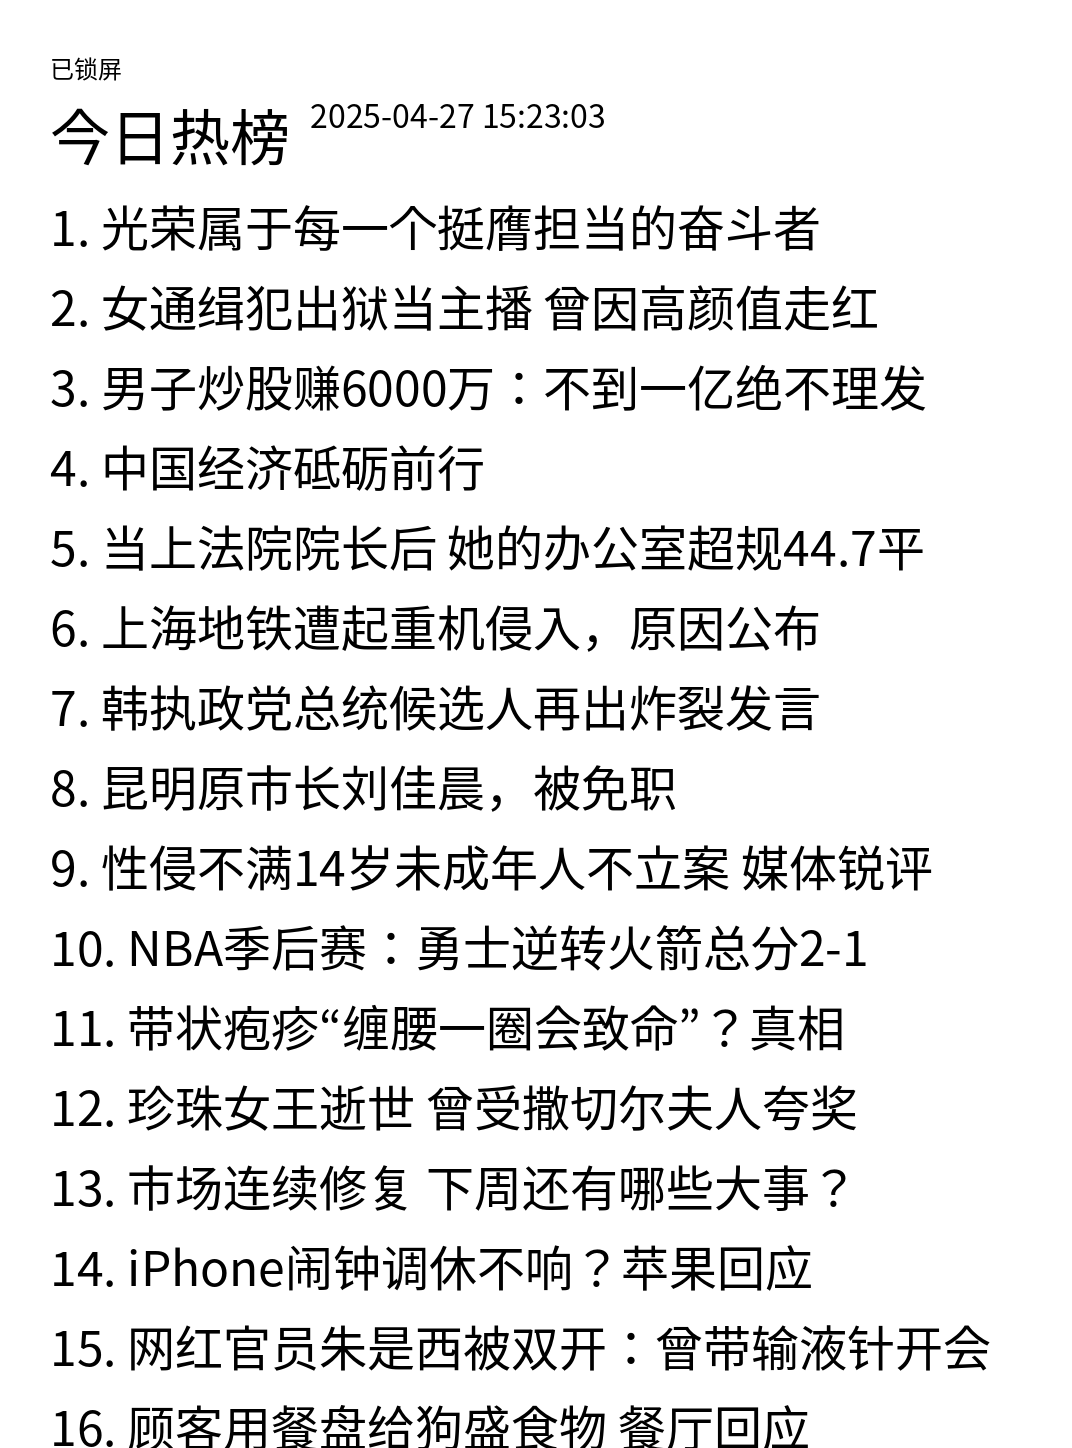 已锁屏
今日热榜 2025-04-27 15:23:03
1. 光荣属于每一个挺膺担当的奋斗者
2. 女通缉犯出狱当主播 曾因高颜值走红
3. 男子炒股赚6000万：不到一亿绝不理发
4. 中国经济砥砺前行
5. 当上法院院长后 她的办公室超规44.7平
6. 上海地铁遭起重机侵入，原因公布
7. 韩执政党总统候选人再出炸裂发言
8. 昆明原市长刘佳晨，被免职
9. 性侵不满14岁未成年人不立案 媒体锐评
10. NBA季后赛：勇士逆转火箭总分2-1
11. 带状疱疹“缠腰一圈会致命”？真相
12. 珍珠女王逝世 曾受撒切尔夫人夸奖
13. 市场连续修复 下周还有哪些大事？
14. iPhone闹钟调休不响？苹果回应
15. 网红官员朱是西被双开：曾带输液针开会
16. 顾客用餐盘给狗盛食物 餐厅回应